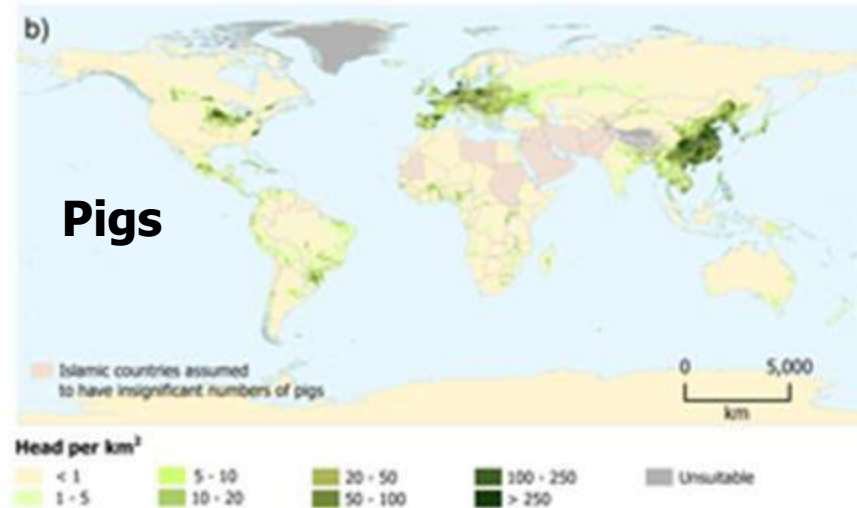 b)
Pigs
Islamic countries assumed
to have insignificant numbers of pigs
0 5,000
km
Head per km²
< 1 5 - 10 20 - 50 100 - 250 Unsuitable
1 - 5 10 - 20 50 - 100 > 250